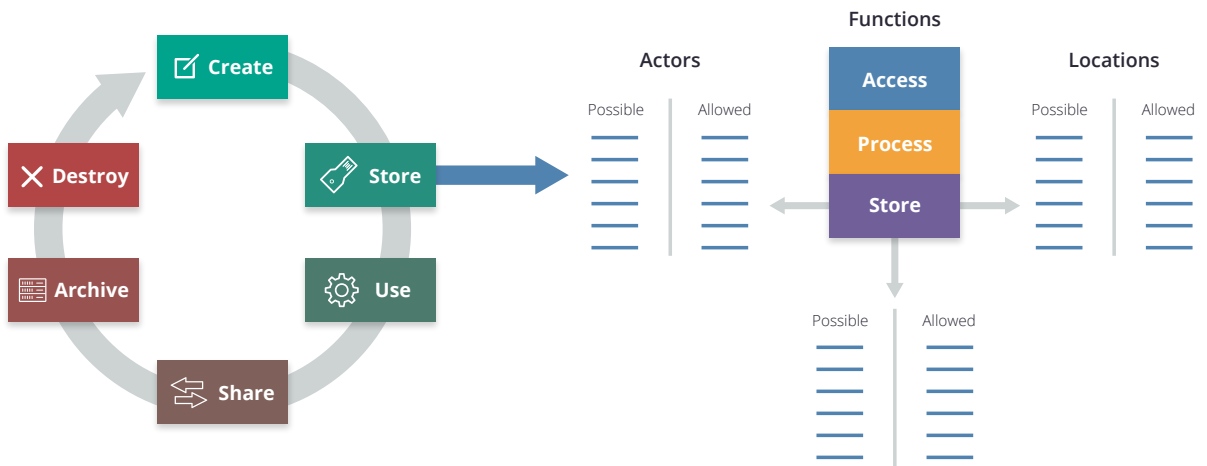 Create
Store
Use
Share
Archive
Destroy
Actors
Possible Allowed
Functions
Access
Process
Store
Locations
Possible Allowed
Possible Allowed